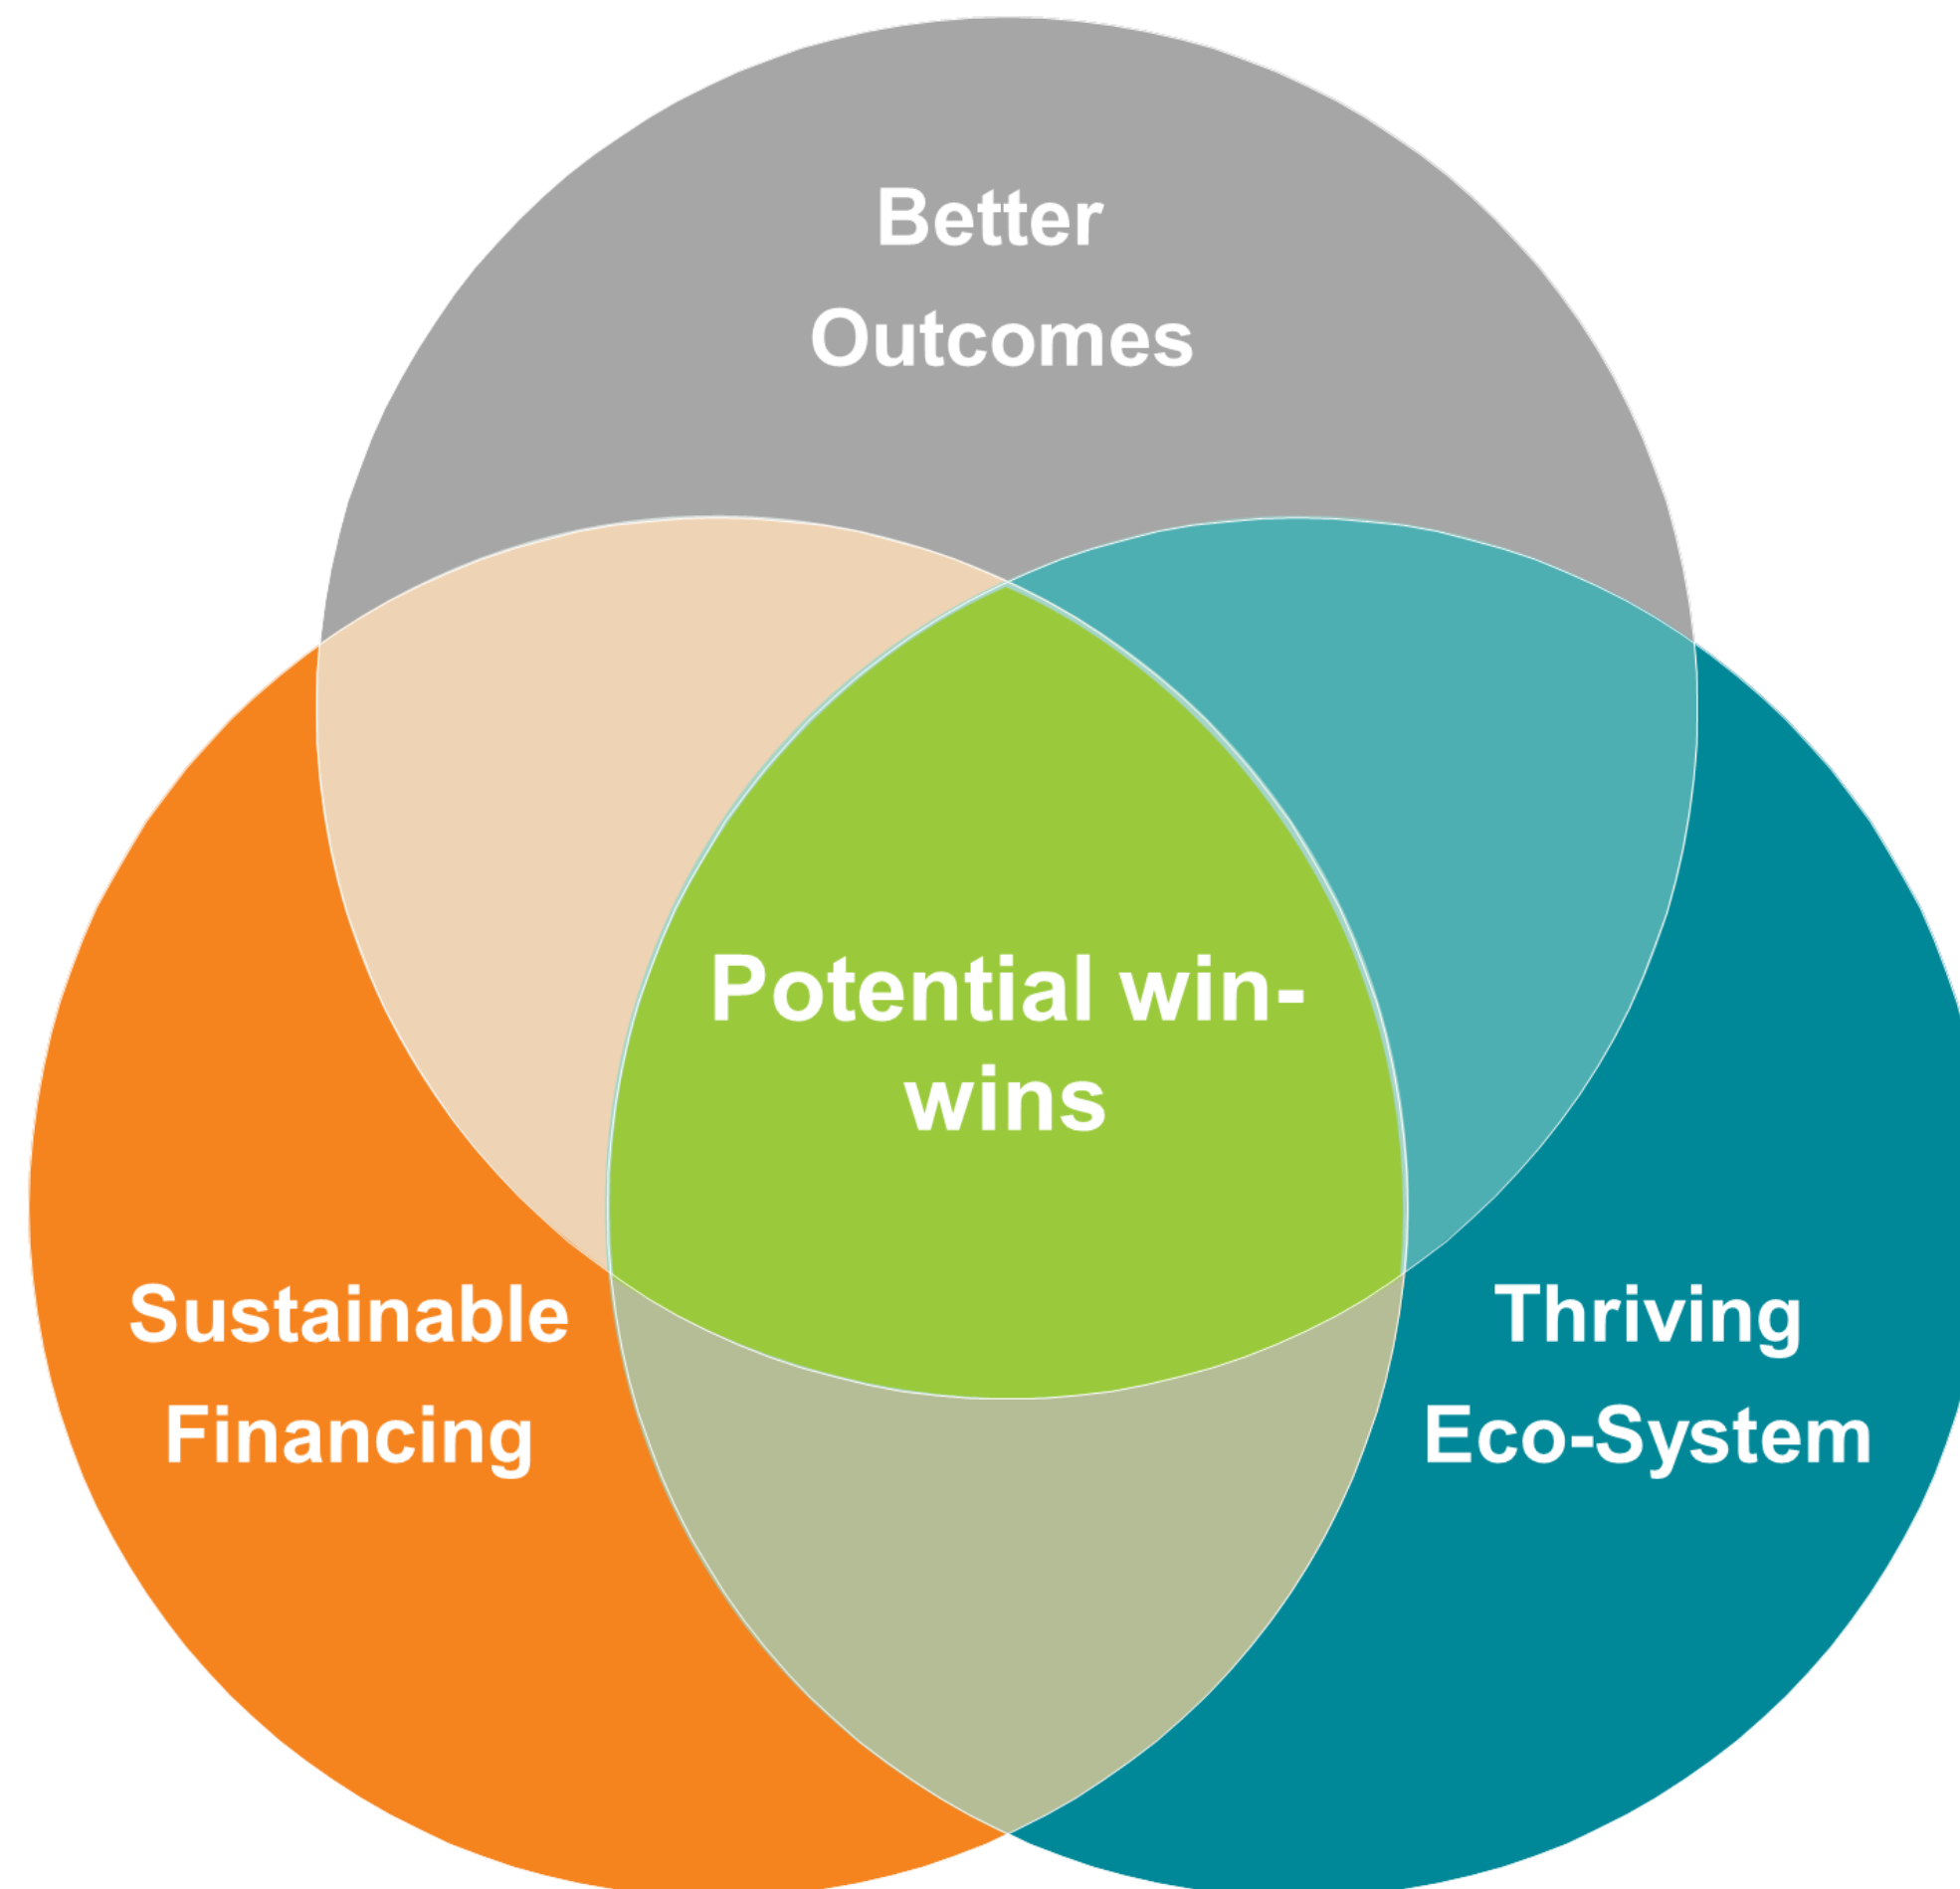 Better
Outcomes
Potential win-
wins
Sustainable
Financing
Thriving
Eco-System